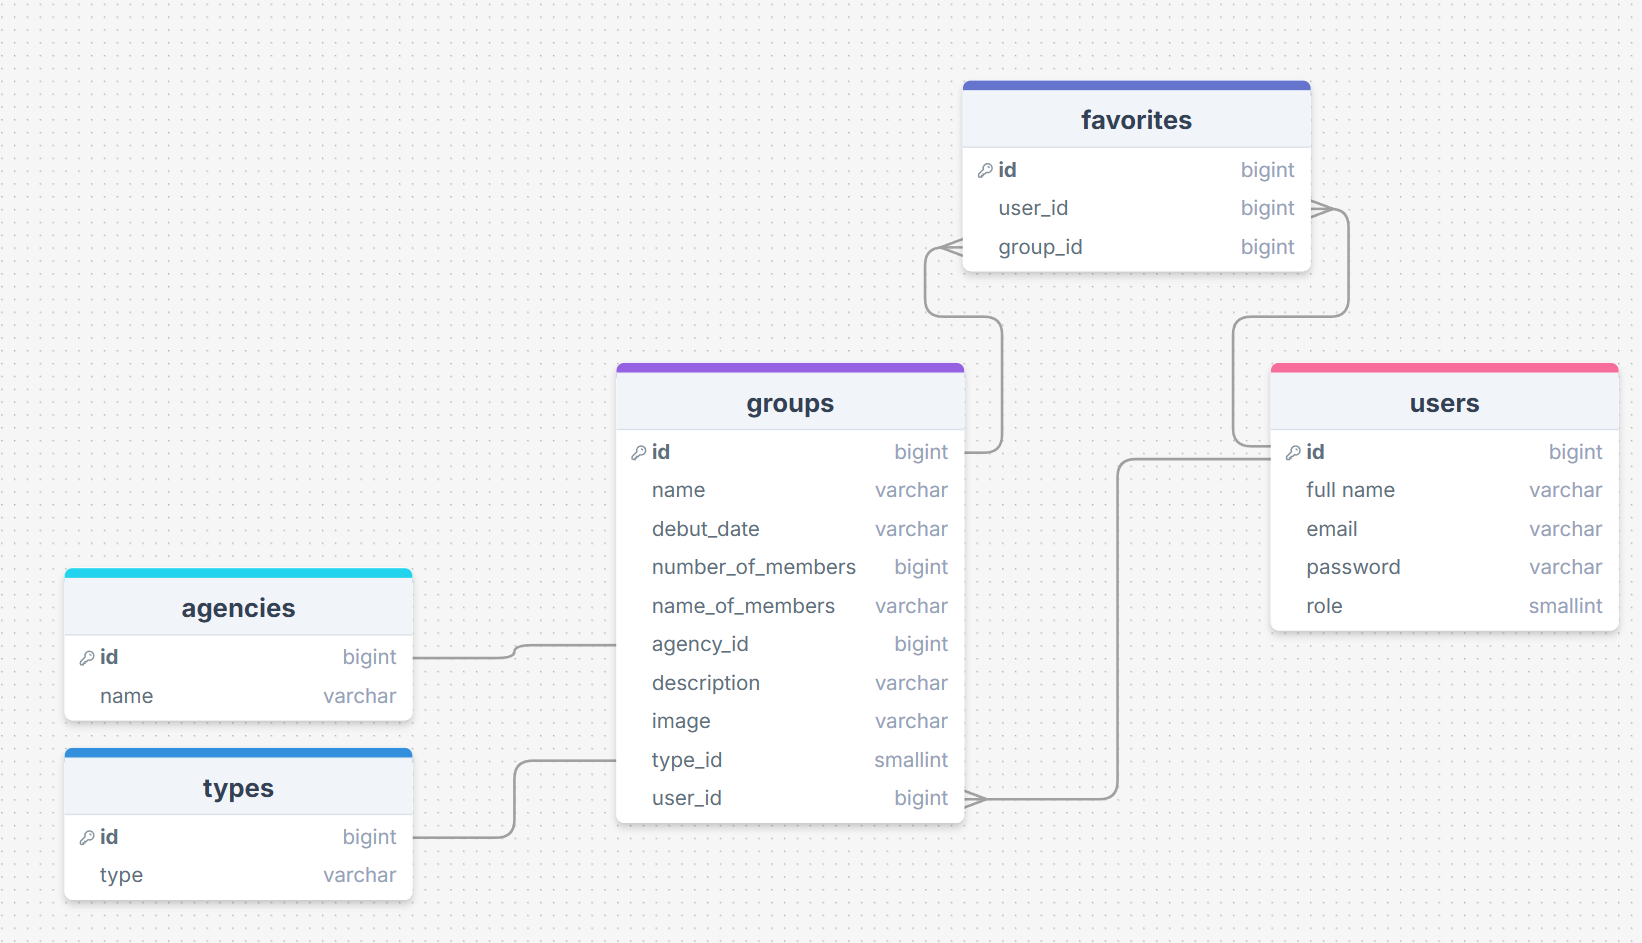 favorites
id bigint
user_id bigint
group_id bigint
groups
id bigint
name varchar
debut_date varchar
number_of_members bigint
name_of_members varchar
agency_id bigint
description varchar
image varchar
type_id smallint
user_id bigint
users
id bigint
full name varchar
email varchar
password varchar
role smallint
agencies
id bigint
name varchar
types
id bigint
type varchar